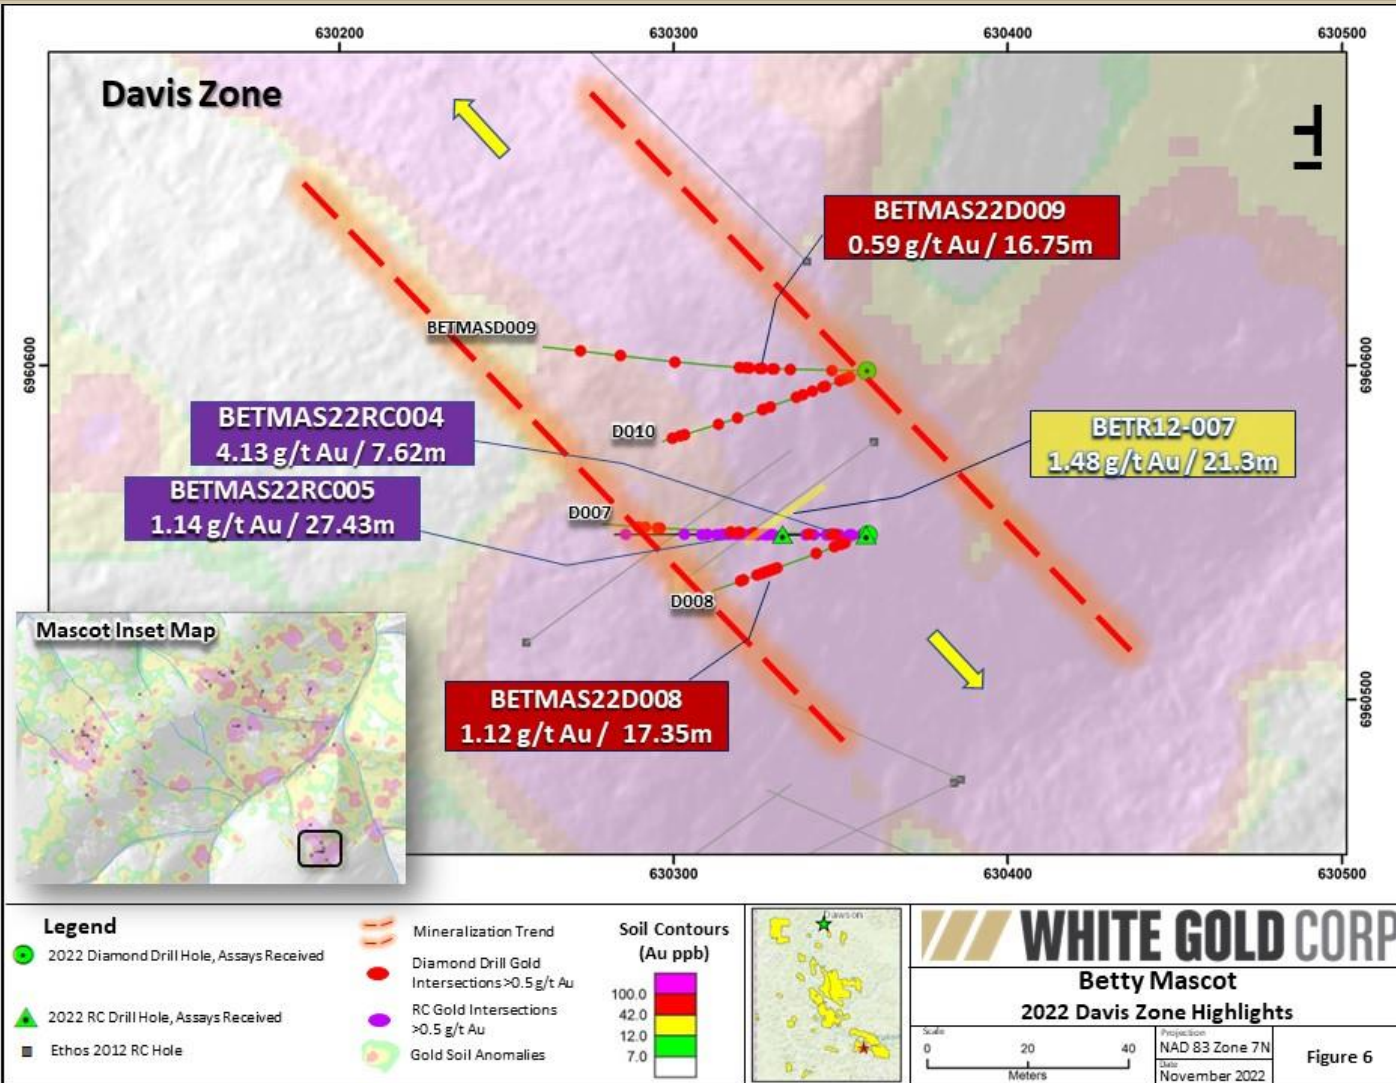 630200
630300
630400
630500
Davis Zone
BETMAS22D009
0.59 g/t Au / 16.75m
BETMASD009
6960600
6960600
D010
BETMAS22RC004
4.13 g/t Au / 7.62m
BETR12-007
1.48 g/t Au / 21.3m
BETMAS22RC005
1.14 g/t Au / 27.43m
D007
D008
Mascot Inset Map
BETMAS22D008
1.12 g/t Au / 17.35m
6960500
630300
630400
630500
Legend
2022 Diamond Drill Hole, Assays Received
2022 RC Drill Hole, Assays Received
Ethos 2012 RC Hole
Mineralization Trend
Diamond Drill Gold
Intersections >0.5 g/t Au
RC Gold Intersections
>0.5 g/t Au
Gold Soil Anomalies
Soil Contours
(Au ppb)
100.0
42.0
12.0
7.0
Dawson
WHITE GOLD CORP
Betty Mascot
2022 Davis Zone Highlights
Scale
0 20 40
Meters
Projection
NAD 83 Zone 7N
Date
November 2022
Figure 6